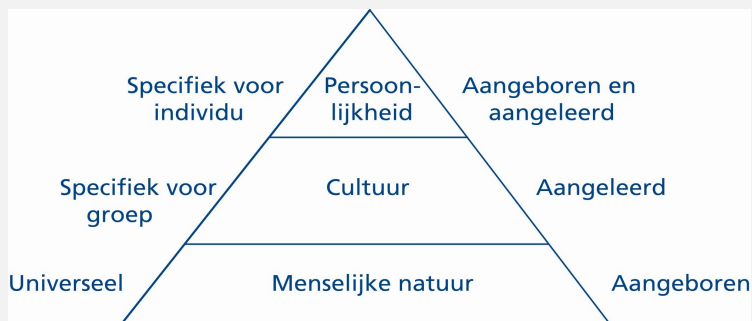 Specifiek voor
individu
Persoon-
lijkheid
Aangeboren en
aangeleerd
Specifiek voor
groep
Cultuur
Aangeleerd
Universeel
Menselijke natuur
Aangeboren